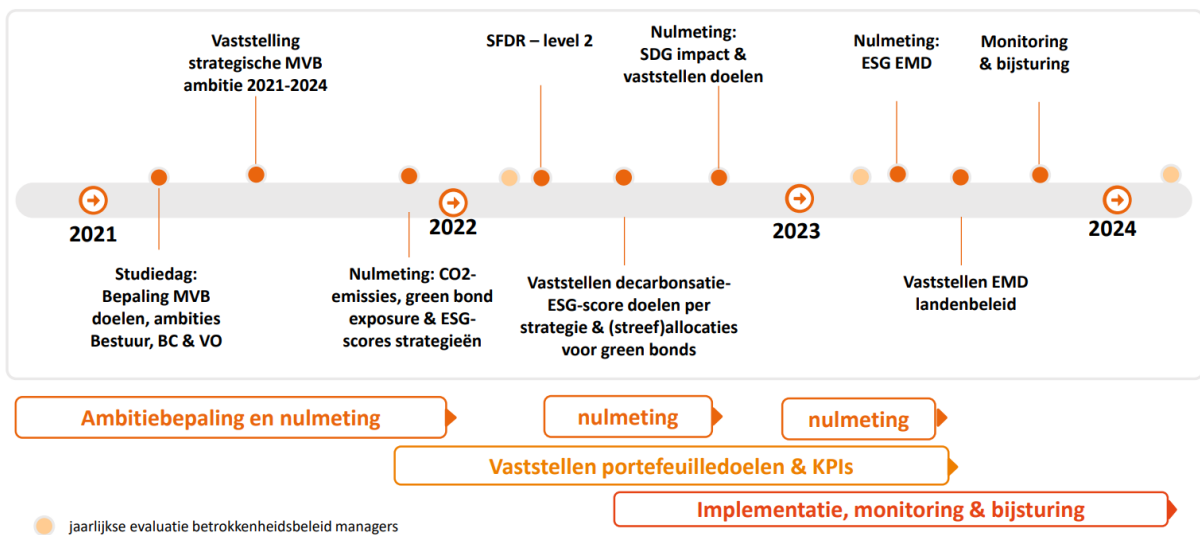 Vaststelling
strategische MVB
ambitie 2021-2024
SFDR – level 2
Nulmeting:
SDG impact &
vaststellen doelen
Nulmeting:
ESG EMD
Monitoring
& bijsturing
2021
2022
2023
2024
Studiedag:
Bepaling MVB
doelen, ambities
Bestuur, BC & VO
Nulmeting: CO2-
emissies, green bond
exposure & ESG-
scores strategieën
Vaststellen decarbonsatie-
ESG-score doelen per
strategie & (streef)allocaties
voor green bonds
Vaststellen EMD
landenbeleid
Ambitiebepaling en nulmeting
nulmeting
nulmeting
Vaststellen portefeuilledoelen & KPIs
Implementatie, monitoring & bijsturing
jaarlijkse evaluatie betrokkenheidsbeleid managers